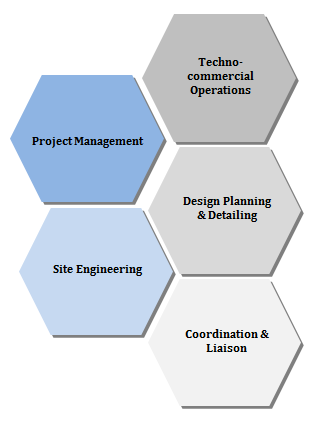 Techno-
commercial
Operations
Project Management
Design Planning
& Detailing
Site Engineering
Coordination &
Liaison